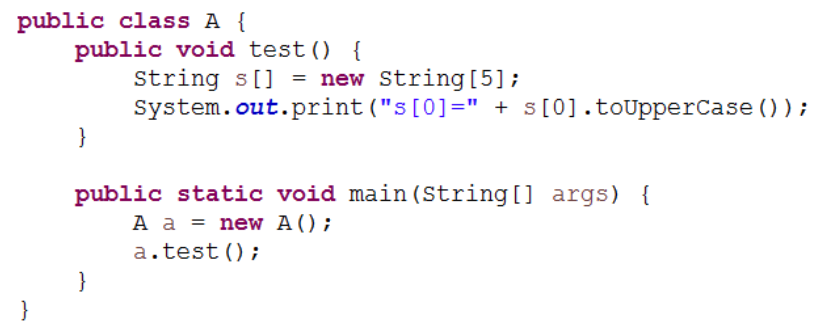 public class A {
    public void test() {
        String s[] = new String[5];
        System.out.print("s[0]=" + s[0].toUpperCase());
    }

    public static void main(String[] args) {
        A a = new A();
        a.test();
    }
}